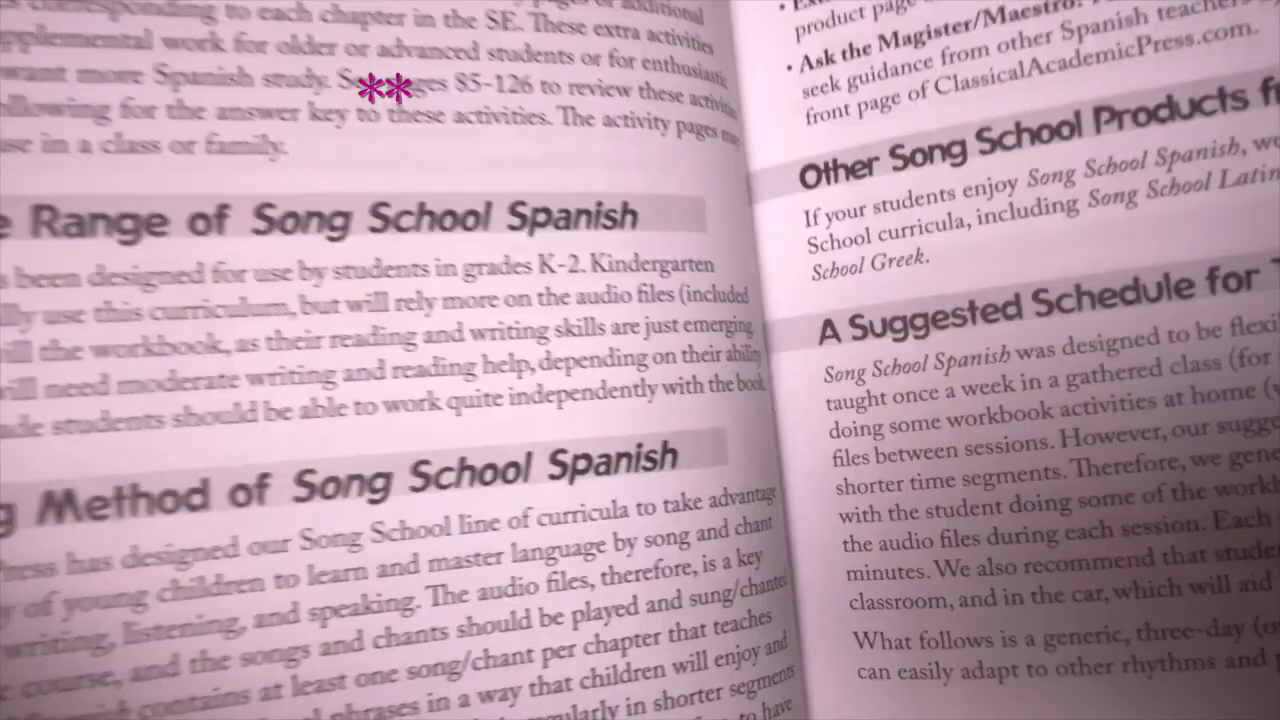 to each chapter in the SE. These extra activities
work for older or advanced students or for enthusiastic
want more Spanish study. 85-126 to review these
for the answer key to these activities. The activity pages
use in a class or family.
Range of Song School Spanish
been designed for use by students in grades K-2. Kindergarten
use this curriculum, but will rely more on the audio files (included
the workbook, as their reading and writing skills are just emerging.
will need moderate writing and reading help, depending on their ability
students should be able to work quite independently with the book.
Method of Song School Spanish
has designed our Song School line of curricula to take advantage
of young children to learn and master language by song and chant
writing, listening, and speaking. The audio files, therefore, is a key
course, and the songs and chants should be played and sung/chanted
contains at least one song/chant per chapter that teaches
phrases in a way that children will enjoy and
in shorter segments
to have
product page
• Ask the Magister/Maestro:
seek guidance from other Spanish teachers
front page of ClassicalAcademicPress.com.
Other Song School Products
If your students enjoy Song School Spanish,
School curricula, including Song School Latin
School Greek.
A Suggested Schedule for
Song School Spanish was designed to be
taught once a week in a gathered class (for
doing some workbook activities at home
files between sessions. However, our
shorter time segments. Therefore, we
with the student doing some of the
the audio files during each session. Each
minutes. We also recommend that
classroom, and in the car, which will aid
What follows is a generic, three-day
can easily adapt to other rhythms and